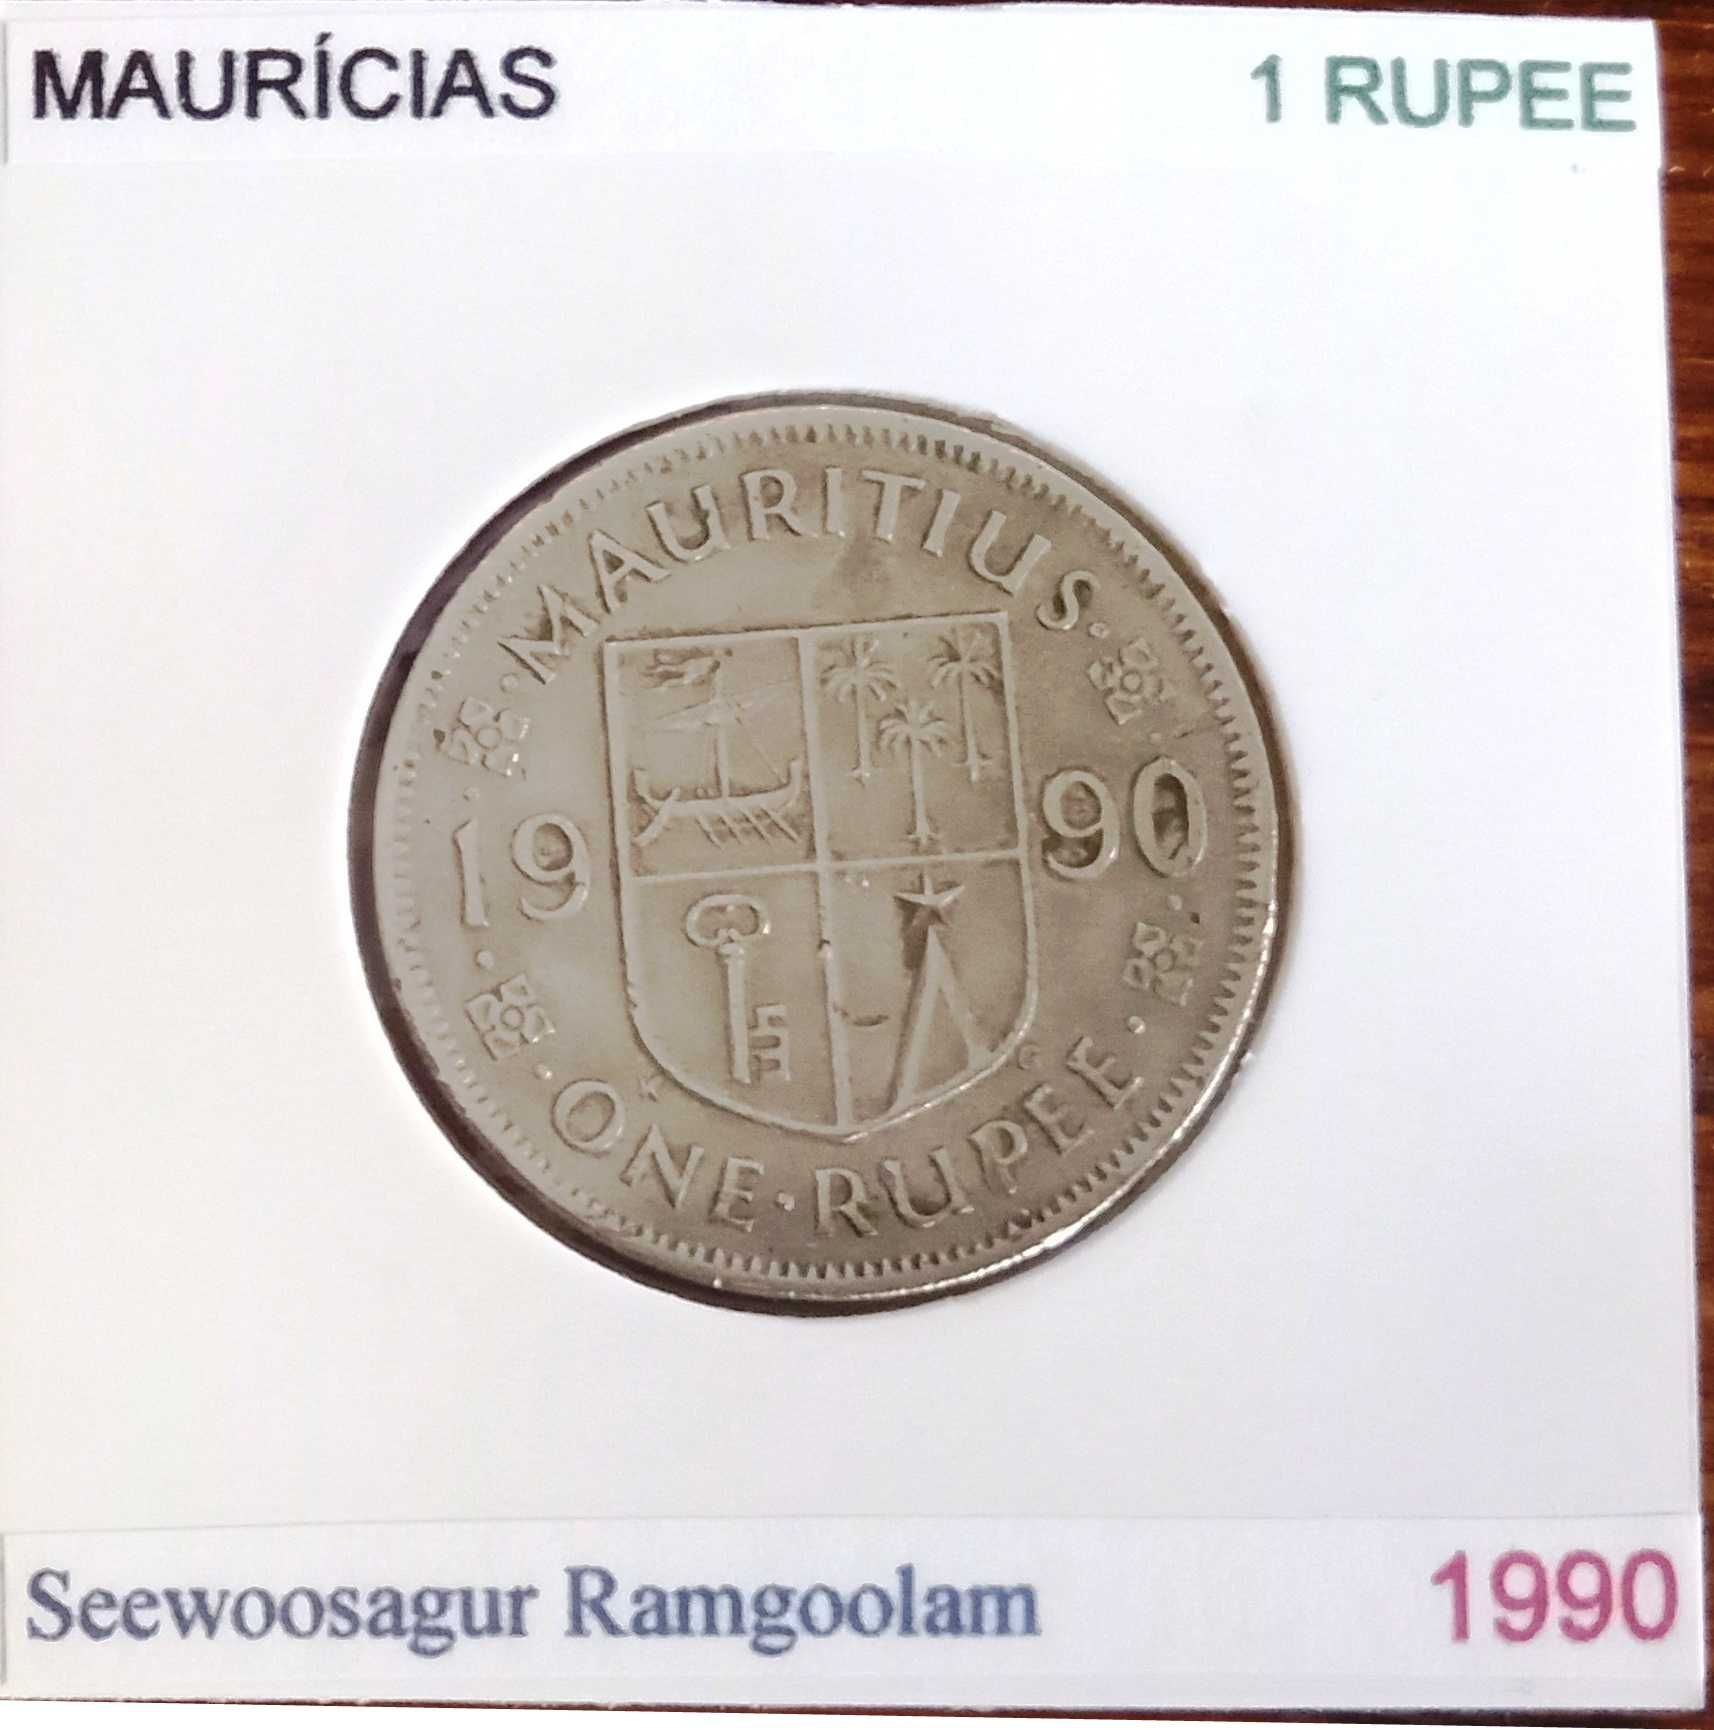 MAURÍCIAS 1 RUPEE
MAURITIUS
19 90
K G
ONE·RUPEE
Seewoosagur Ramgoolam 1990